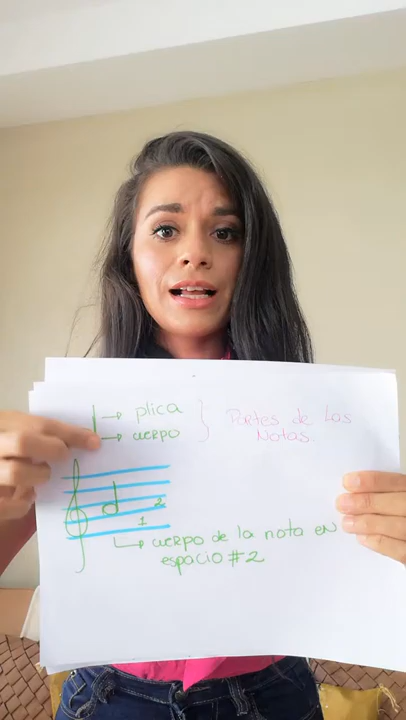 plica
cuerpo
Partes de las
Notas.
2
1
cuerpo de la nota en
espacio #2